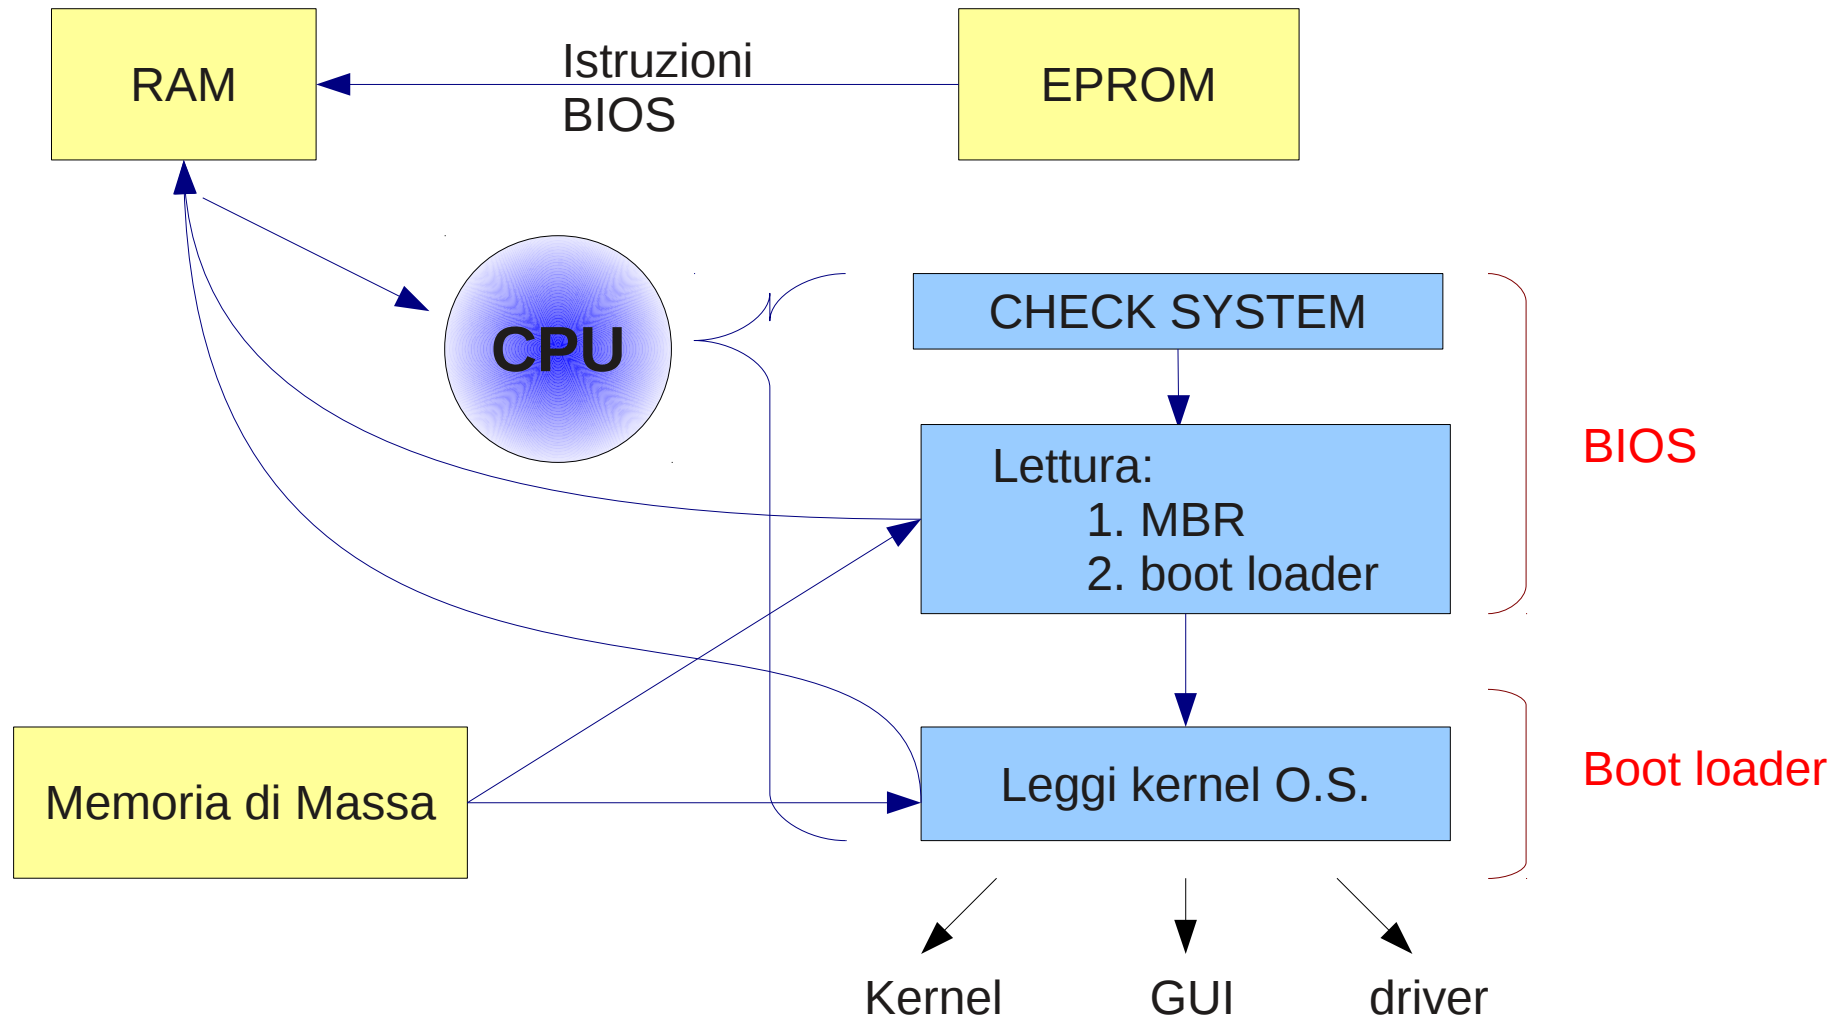 RAM
Istruzioni
BIOS
EPROM
CPU
CHECK SYSTEM
Lettura:
1. MBR
2. boot loader
BIOS
Memoria di Massa
Leggi kernel O.S.
Boot loader
Kernel
GUI
driver